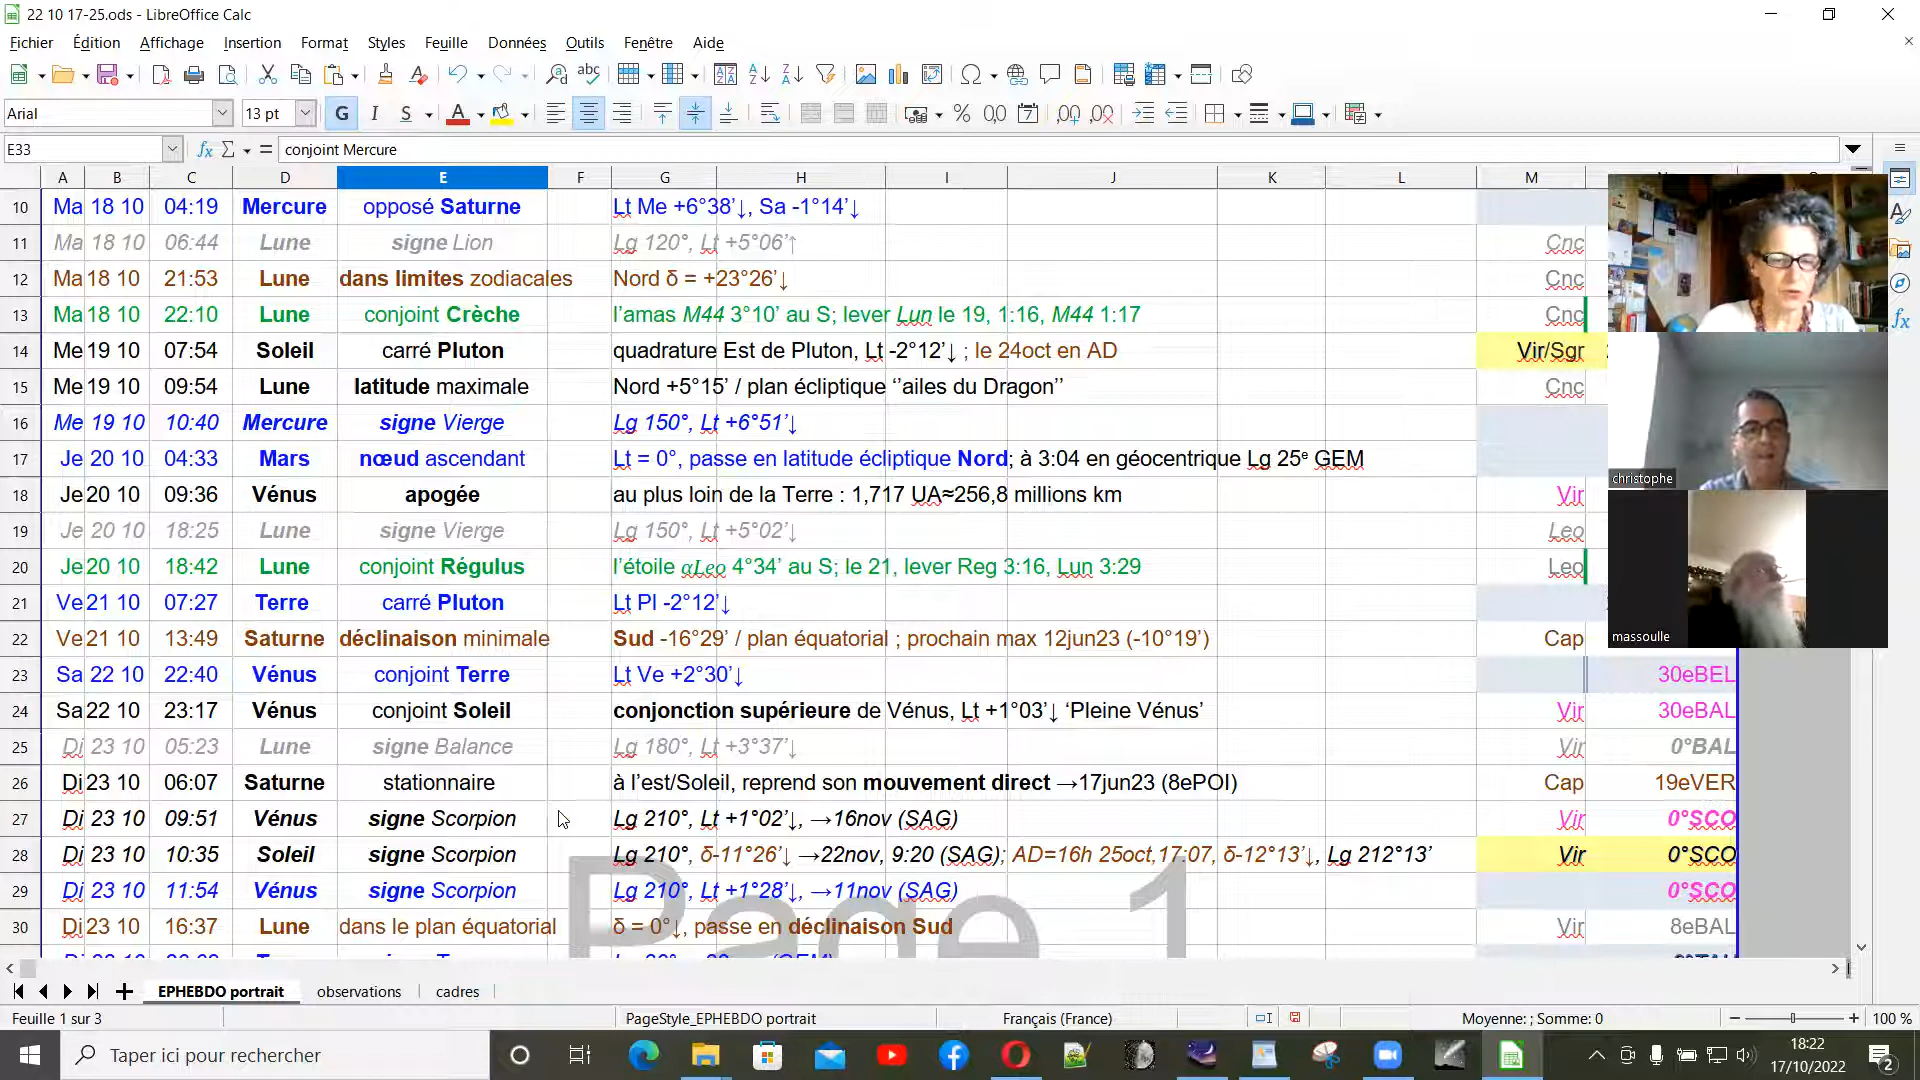 22 10 17-25.ods - LibreOffice Calc
Fichier Édition Affichage Insertion Format Styles Feuille Données Outils Fenêtre Aide
Arial 13 pt G I S
E33 conjoint Mercure
A B C D E F G H I J K L M
10 Ma 18 10 04:19 Mercure opposé Saturne Lt Me +6°38’↓, Sa -1°14’↓
11 Ma 18 10 06:44 Lune signe Lion Lg 120°, Lt +5°06’↑ Cnc
12 Ma 18 10 21:53 Lune dans limites zodiacales Nord δ = +23°26’↓ Cnc
13 Ma 18 10 22:10 Lune conjoint Crèche l’amas M44 3°10’ au S; lever Lun le 19, 1:16, M44 1:17 Cnc
14 Me 19 10 07:54 Soleil carré Pluton quadrature Est de Pluton, Lt -2°12’↓ ; le 24oct en AD Vir/Sgr
15 Me 19 10 09:54 Lune latitude maximale Nord +5°15’ / plan écliptique ‘’ailes du Dragon’’ Cnc
16 Me 19 10 10:40 Mercure signe Vierge Lg 150°, Lt +6°51’↓
17 Je 20 10 04:33 Mars nœud ascendant Lt = 0°, passe en latitude écliptique Nord; à 3:04 en géocentrique Lg 25e GEM
18 Je 20 10 09:36 Vénus apogée au plus loin de la Terre : 1,717 UA≈256,8 millions km Vir
19 Je 20 10 18:25 Lune signe Vierge Lg 150°, Lt +5°02’↓ Leo
20 Je 20 10 18:42 Lune conjoint Régulus l’étoile αLeo 4°34’ au S; le 21, lever Reg 3:16, Lun 3:29 Leo
21 Ve 21 10 07:27 Terre carré Pluton Lt Pl -2°12’↓
22 Ve 21 10 13:49 Saturne déclinaison minimale Sud -16°29’ / plan équatorial ; prochain max 12jun23 (-10°19’) Cap
23 Sa 22 10 22:40 Vénus conjoint Terre Lt Ve +2°30’↓ 30eBEL
24 Sa 22 10 23:17 Vénus conjoint Soleil conjonction supérieure de Vénus, Lt +1°03’↓ ‘Pleine Vénus’ Vir 30eBAL
25 Di 23 10 05:23 Lune signe Balance Lg 180°, Lt +3°37’↓ Vir 0°BAL
26 Di 23 10 06:07 Saturne stationnaire à l’est/Soleil, reprend son mouvement direct →17jun23 (8ePOI) Cap 19eVER
27 Di 23 10 09:51 Vénus signe Scorpion Lg 210°, Lt +1°02’↓, →16nov (SAG) Vir 0°SCO
28 Di 23 10 10:35 Soleil signe Scorpion Lg 210°, δ-11°26’↓ →22nov, 9:20 (SAG); AD=16h 25oct,17:07, δ-12°13’↓, Lg 212°13’ Vir 0°SCO
29 Di 23 10 11:54 Vénus signe Scorpion Lg 210°, Lt +1°28’↓, →11nov (SAG) 0°SCO
30 Di 23 10 16:37 Lune dans le plan équatorial δ = 0°↓, passe en déclinaison Sud Vir 8eBAL
Page 1
christophe
massoulle
EPHEBDO portrait observations cadres
Feuille 1 sur 3 PageStyle_EPHEBDO portrait Français (France) Moyenne: ; Somme: 0 100 %
Taper ici pour rechercher
18:22
17/10/2022
2